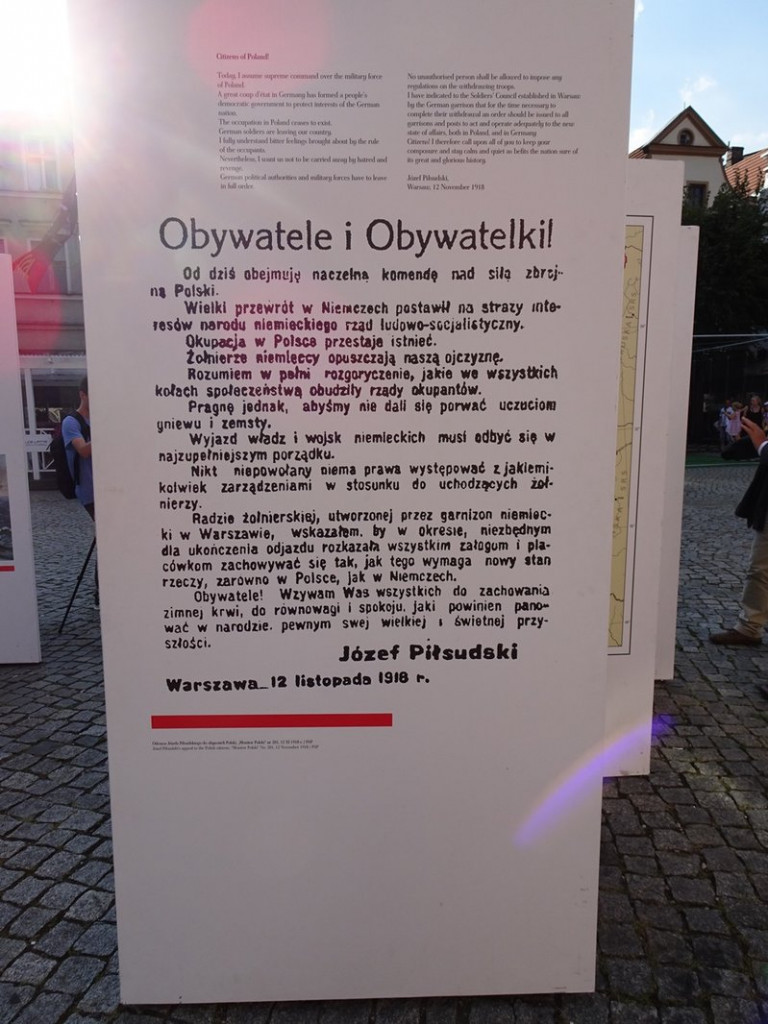 Citizens of Poland!
Today, I assume supreme command over the military force
of Poland.
A great coup d'état in Germany has formed a people's
democratic government to protect interests of the German
nation.
The occupation in Poland ceases to exist.
German soldiers are leaving our country.
I fully understand bitter feelings brought about by the rule
of the occupants.
Nevertheless, I want us not to be carried away by hatred and
revenge.
German political authorities and military forces have to leave
in full order.
No unauthorised person shall be allowed to impose any
regulations on the withdrawing troops.
I have indicated to the Soldiers' Council established in Warsaw
by the German garrison that for the time necessary to
complete their withdrawal an order should be issued to all
garrisons and posts to act and operate adequately to the new
state of affairs, both in Poland, and in Germany
Citizens! I therefore call upon all of you to keep your
composure and stay calm and quiet as befits the nation sure of
its great and glorious history.
Józef Piłsudski,
Warsaw, 12 November 1918
Obywatele i Obywatelki!
Od dziś obejmuję naczelną komendę nad siłą zbroj-
ną Polski.
Wielki przewrót w Niemczech postawił na straży inte-
resów narodu niemieckiego rząd ludowo-socjalistyczny.
Okupacja w Polsce przestaje istnieć.
Żołnierze niemieccy opuszczają naszą ojczyznę.
Rozumiem w pełni rozgoryczenie, jakie we wszystkich
kołach społeczeństwa obudziły rządy okupantów.
Pragnę jednak, abyśmy nie dali się porwać uczuciom
gniewu i zemsty.
Wyjazd władz i wojsk niemieckich musi odbyć się w
najzupełniejszym porządku.
Nikt niepowołany niema prawa występować z jakiemi-
kolwiek zarządzeniami w stosunku do uchodzących żoł-
nierzy.
Radzie żołnierskiej, utworzonej przez garnizon niemiec-
ki w Warszawie, wskazałem, by w okresie, niezbędnym
dla ukończenia odjazdu rozkazała wszystkim załogom i pla-
cówkom zachowywać się tak, jak tego wymaga nowy stan
rzeczy, zarówno w Polsce, jak w Niemczech.
Obywatele! Wzywam Was wszystkich do zachowania
zimnej krwi, do równowagi i spokoju, jaki powinien pano-
wać w narodzie, pewnym swej wielkiej i świetnej przy-
szłości.
Józef Piłsudski
Warszawa 12 listopada 1918 r.